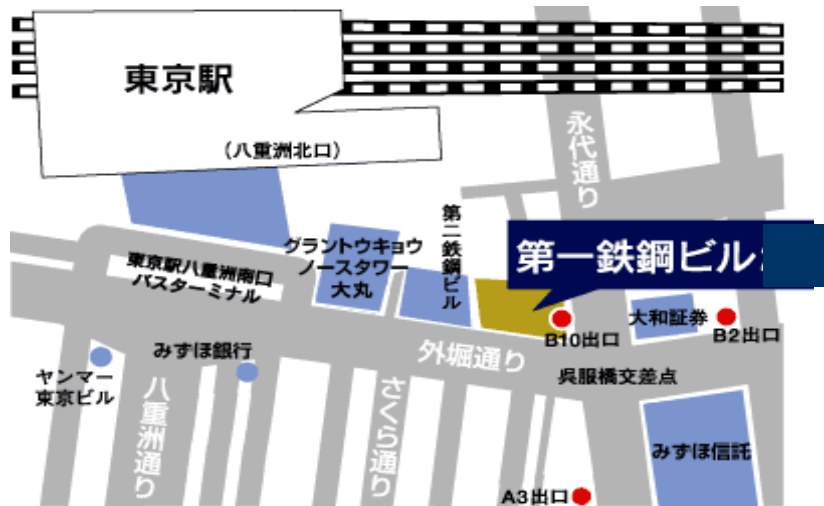 東京駅
(八重洲北口)
永代通り
第二鉄鋼ビル
グラントウキョウ
ノースタワー
大丸
第一鉄鋼ビル
東京駅八重洲南口
バスターミナル
大和証券
B2出口
B10出口
外堀通り
みずほ銀行
呉服橋交差点
ヤンマー
東京ビル
八重洲通り
さくら通り
みずほ信託
A3出口